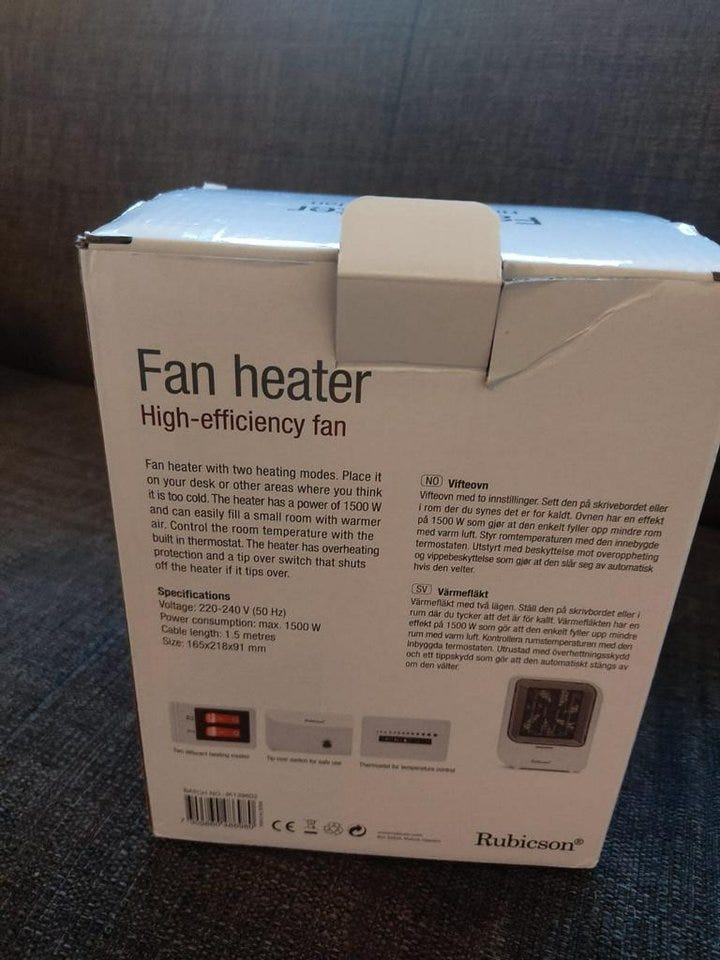 Fan heater
High-efficiency fan
Fan heater with two heating modes. Place it
on your desk or other areas where you think
it is too cold. The heater has a power of 1500 W
and can easily fill a small room with warmer
air. Control the room temperature with the
built in thermostat. The heater has overheating
protection and a tip over switch that shuts
off the heater if it tips over.
Specifications
Voltage: 220-240 V (50 Hz)
Power consumption: max. 1500 W
Cable length: 1.5 metres
Size: 165x218x91 mm
NO Vifteovn
Vifteovn med to innstillinger. Sett den på skrivebordet eller
i rom der du synes det er for kaldt. Ovnen har en effekt
på 1500 W som gjør at den enkelt fyller opp mindre rom
med varm luft. Styr romtemperaturen med den innebygde
termostaten. Utstyrt med beskyttelse mot overoppheting
og vippebeskyttelse som gjør at den slår seg av automatisk
hvis den velter.
SV Värmefläkt
Värmefläkt med två lägen. Ställ den på skrivbordet eller i
rum där du tycker att det är för kallt. Värmefläkten har en
effekt på 1500 W som gör att den enkelt fyller upp mindre
rum med varm luft. Kontrollera rumstemperaturen med den
inbyggda termostaten. Utrustad med överhettningsskydd
och ett tippskydd som gör att den automatiskt stängs av
om den välter.
Two different heating modes
Tip over switch for safe use
Thermostat for temperature control
BATCH NO:
CE
Rubicson®